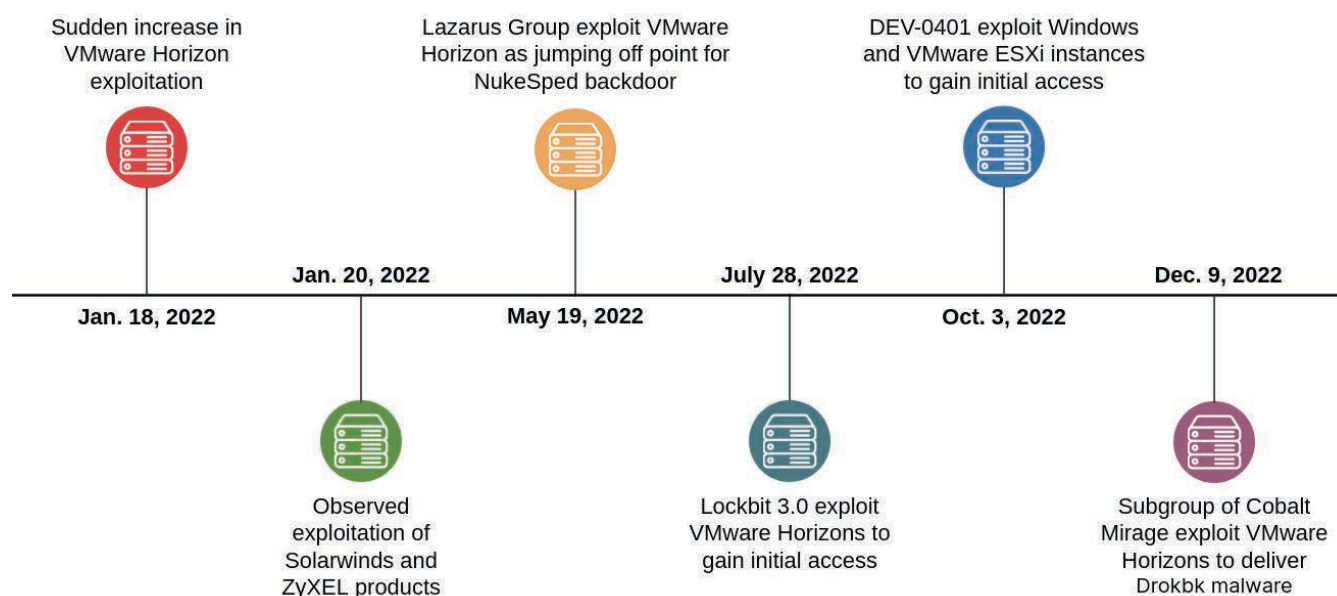 Sudden increase in
VMware Horizon
exploitation
Lazarus Group exploit VMware
Horizon as jumping off point for
NukeSped backdoor
DEV-0401 exploit Windows
and VMware ESXi instances
to gain initial access
Jan. 20, 2022
July 28, 2022
Dec. 9, 2022
Jan. 18, 2022
May 19, 2022
Oct. 3, 2022
Observed
exploitation of
Solarwinds and
ZyXEL products
Lockbit 3.0 exploit
VMware Horizons to
gain initial access
Subgroup of Cobalt
Mirage exploit VMware
Horizons to deliver
Drokbk malware